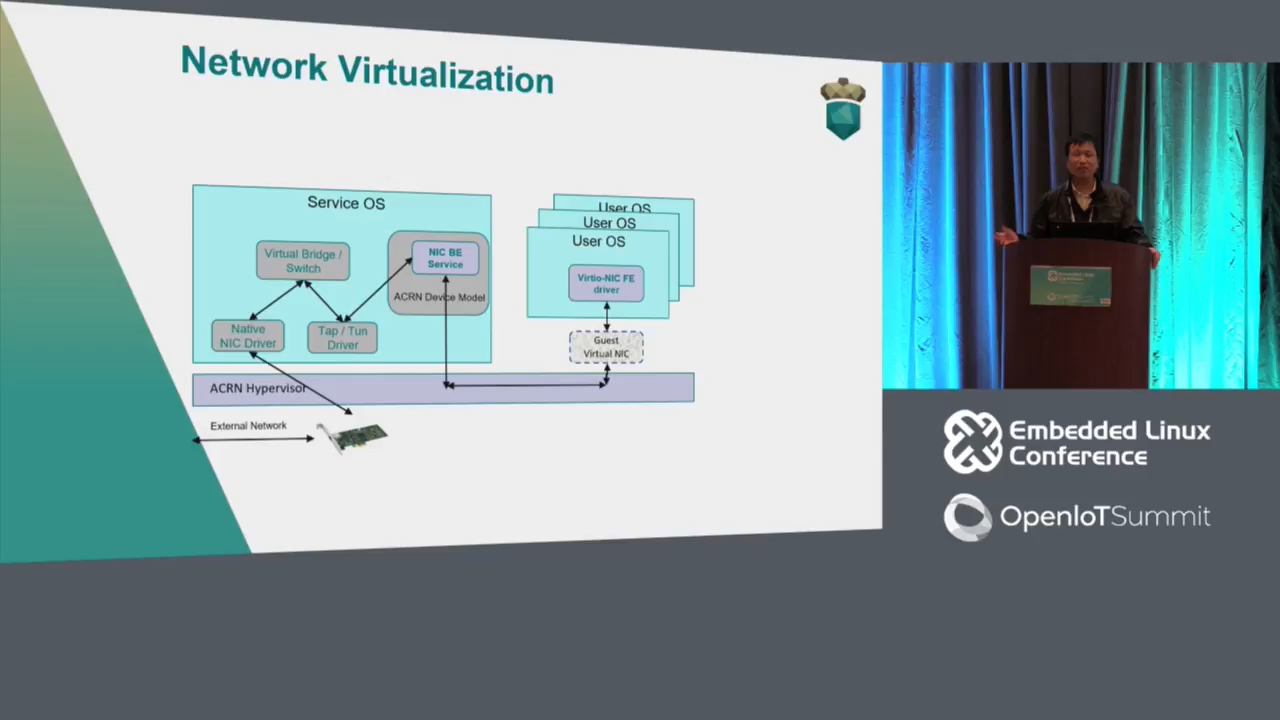 Network Virtualization
Service OS
Virtual Bridge /
Switch
NIC BE
Service
ACRN Device Model
Native
NIC Driver
Tap / Tun
Driver
User OS
User OS
User OS
Virtio-NIC FE
driver
Guest
Virtual NIC
ACRN Hypervisor
External Network
Embedded Linux
Conference
OpenIoTSummit